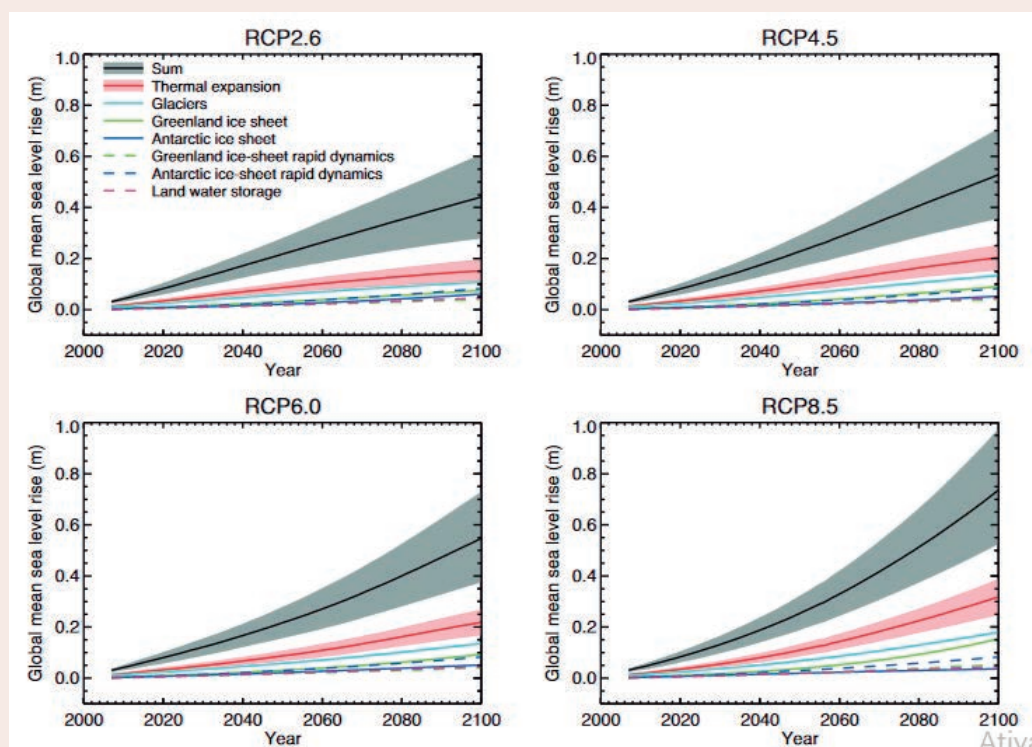 RCP2.6
1.0
0.8
0.6
0.4
0.2
0.0
Global mean sea level rise (m)
Sum
Thermal expansion
Glaciers
Greenland ice sheet
Antarctic ice sheet
Greenland ice-sheet rapid dynamics
Antarctic ice-sheet rapid dynamics
Land water storage
2000 2020 2040 2060 2080 2100
Year
RCP4.5
1.0
0.8
0.6
0.4
0.2
0.0
Global mean sea level rise (m)
2000 2020 2040 2060 2080 2100
Year
RCP6.0
1.0
0.8
0.6
0.4
0.2
0.0
Global mean sea level rise (m)
2000 2020 2040 2060 2080 2100
Year
RCP8.5
1.0
0.8
0.6
0.4
0.2
0.0
Global mean sea level rise (m)
2000 2020 2040 2060 2080 2100
Year
Ativa